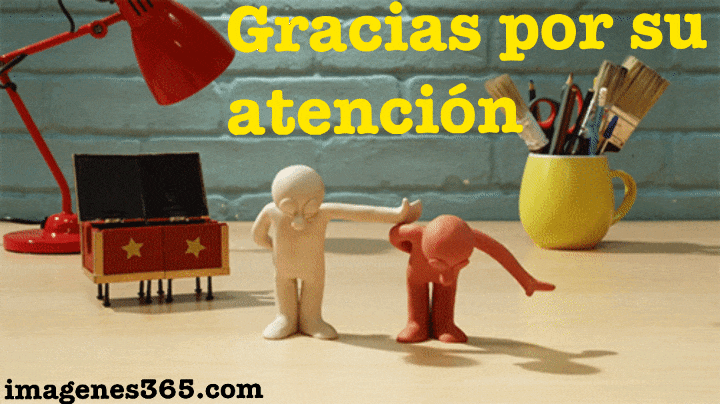 Gracias por su
atención
imagenes365.com